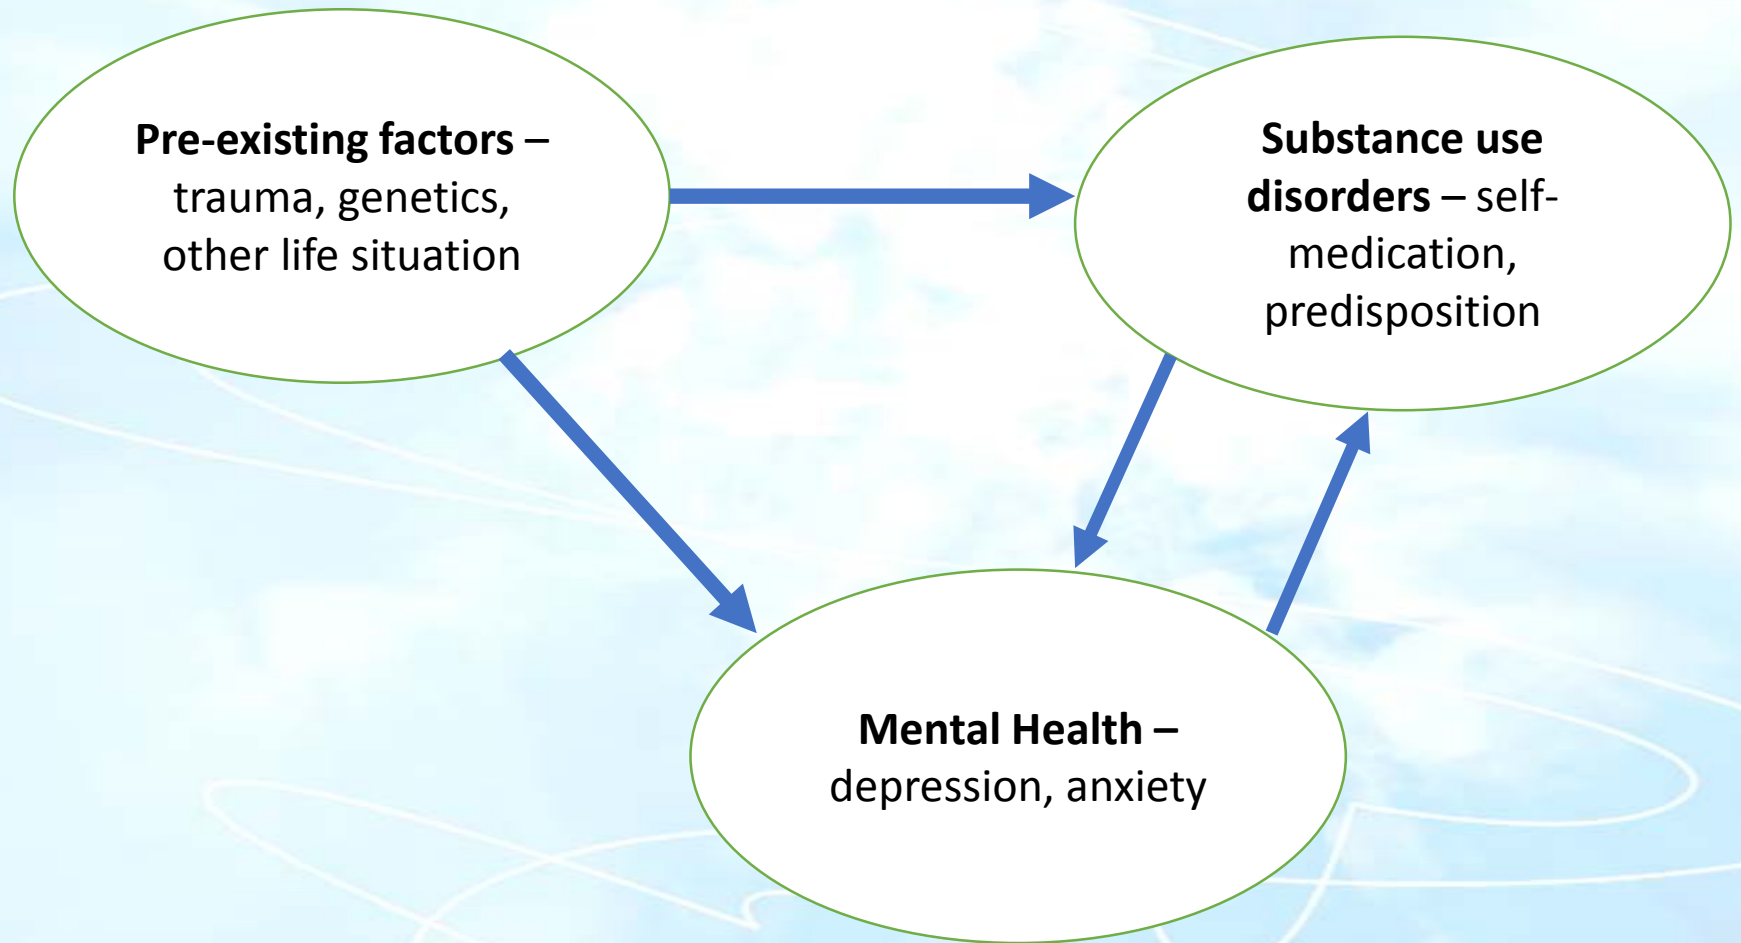 Pre-existing factors –
trauma, genetics,
other life situation
Substance use
disorders – self-
medication,
predisposition
Mental Health –
depression, anxiety